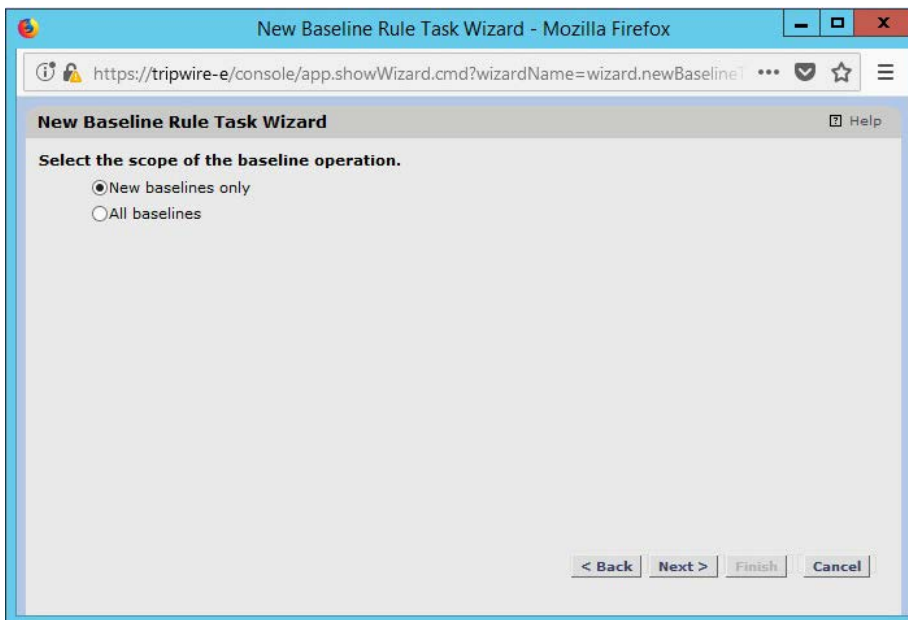 New Baseline Rule Task Wizard - Mozilla Firefox
https://tripwire-e/console/app.showWizard.cmd?wizardName=wizard.newBaseline
New Baseline Rule Task Wizard
? Help
Select the scope of the baseline operation.
New baselines only
All baselines
< Back Next > Finish Cancel